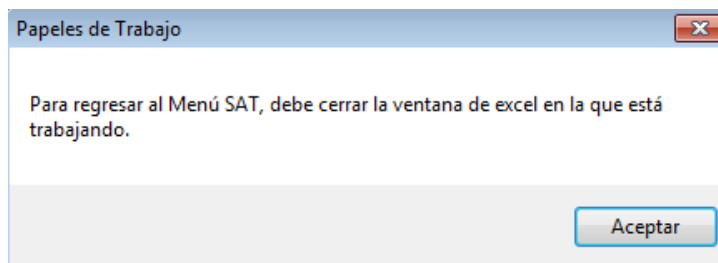 Papeles de Trabajo
Para regresar al Menú SAT, debe cerrar la ventana de excel en la que está
trabajando.
Aceptar